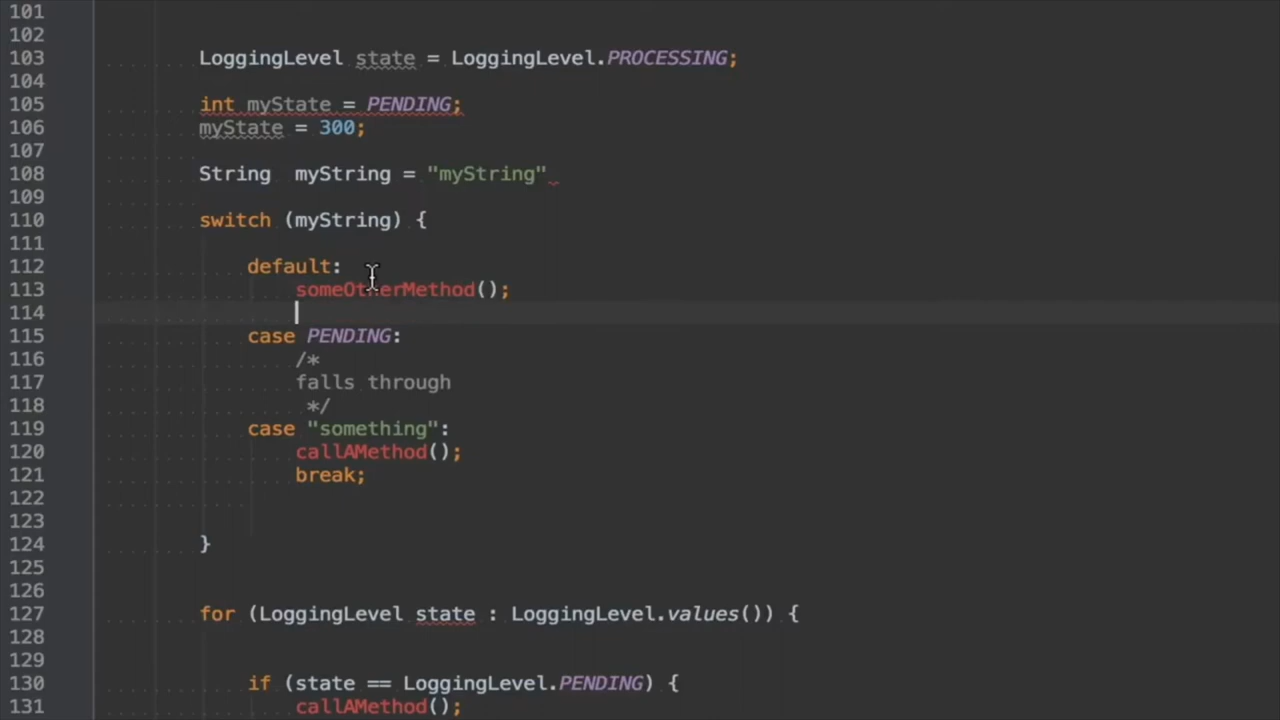 101
102
103 LoggingLevel state = LoggingLevel.PROCESSING;
104
105 int myState = PENDING;
106 myState = 300;
107
108 String  myString = "myString"
109
110 switch (myString) {
111
112 default:
113 someOtherMethod();
114
115 case PENDING:
116 /*
117 falls through
118 */
119 case "something":
120 callAMethod();
121 break;
122
123
124 }
125
126
127 for (LoggingLevel state : LoggingLevel.values()) {
128
129
130 if (state == LoggingLevel.PENDING) {
131 callAMethod();